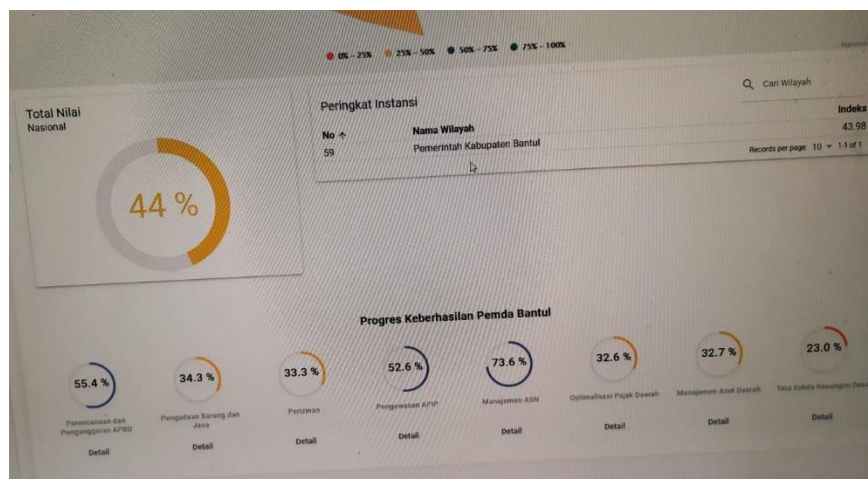 0% - 25% 25% - 50% 50% - 75% 75% - 100%
Total Nilai
Nasional
44 %
Peringkat Instansi
Cari Wilayah
No ↑ Nama Wilayah Indeks
59 Pemerintah Kabupaten Bantul 43.98
Records per page: 10 1-1 of 1
Progres Keberhasilan Pemda Bantul
55.4 %
Perencanaan dan
Penganggaran APBD
Detail
34.3 %
Pengadaan Barang dan
Jasa
Detail
33.3 %
Perizinan
Detail
52.6 %
Pengawasan APIP
Detail
73.6 %
Manajemen ASN
Detail
32.6 %
Optimalisasi Pajak Daerah
Detail
32.7 %
Manajemen Aset Daerah
Detail
23.0 %
Tata Kelola Keuangan Desa
Detail